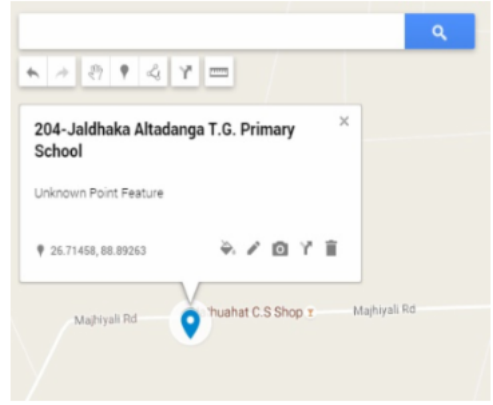 204-Jaldhaka Altadanga T.G. Primary
School
Unknown Point Feature
26.71458, 88.89263
huahat C.S Shop
Majhiyali Rd
Majhiyali Rd